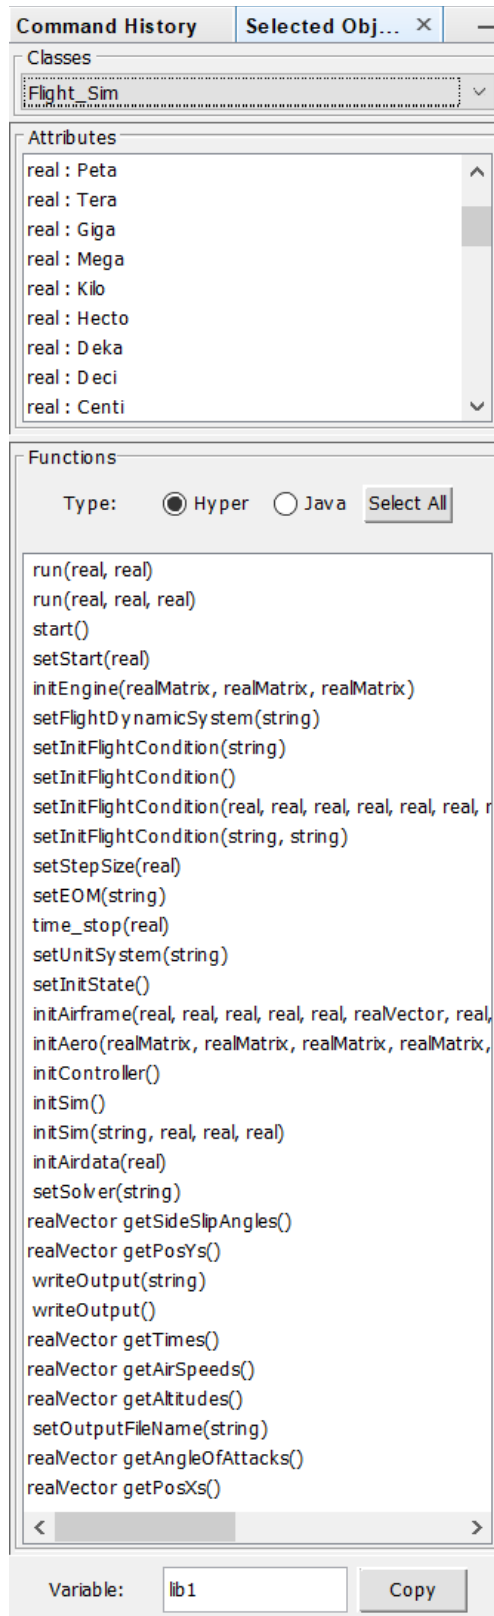 Command History Selected Obj... ×
Classes
Flight_Sim
Attributes
real : Peta
real : Tera
real : Giga
real : Mega
real : Kilo
real : Hecto
real : Deka
real : Deci
real : Centi
Functions
Type: Hyper Java Select All
run(real, real)
run(real, real, real)
start()
setStart(real)
initEngine(realMatrix, realMatrix, realMatrix)
setFlightDynamicSystem(string)
setInitFlightCondition(string)
setInitFlightCondition()
setInitFlightCondition(real, real, real, real, real, real, r
setInitFlightCondition(string, string)
setStepSize(real)
setEOM(string)
time_stop(real)
setUnitSystem(string)
setInitState()
initAirframe(real, real, real, real, real, realVector, real,
initAero(realMatrix, realMatrix, realMatrix, realMatrix,
initController()
initSim()
initSim(string, real, real, real)
initAirdata(real)
setSolver(string)
realVector getSideSlipAngles()
realVector getPosYs()
writeOutput(string)
writeOutput()
realVector getTimes()
realVector getAirSpeeds()
realVector getAltitudes()
setOutputFileName(string)
realVector getAngleOfAttacks()
realVector getPosXs()
Variable: lib1 Copy